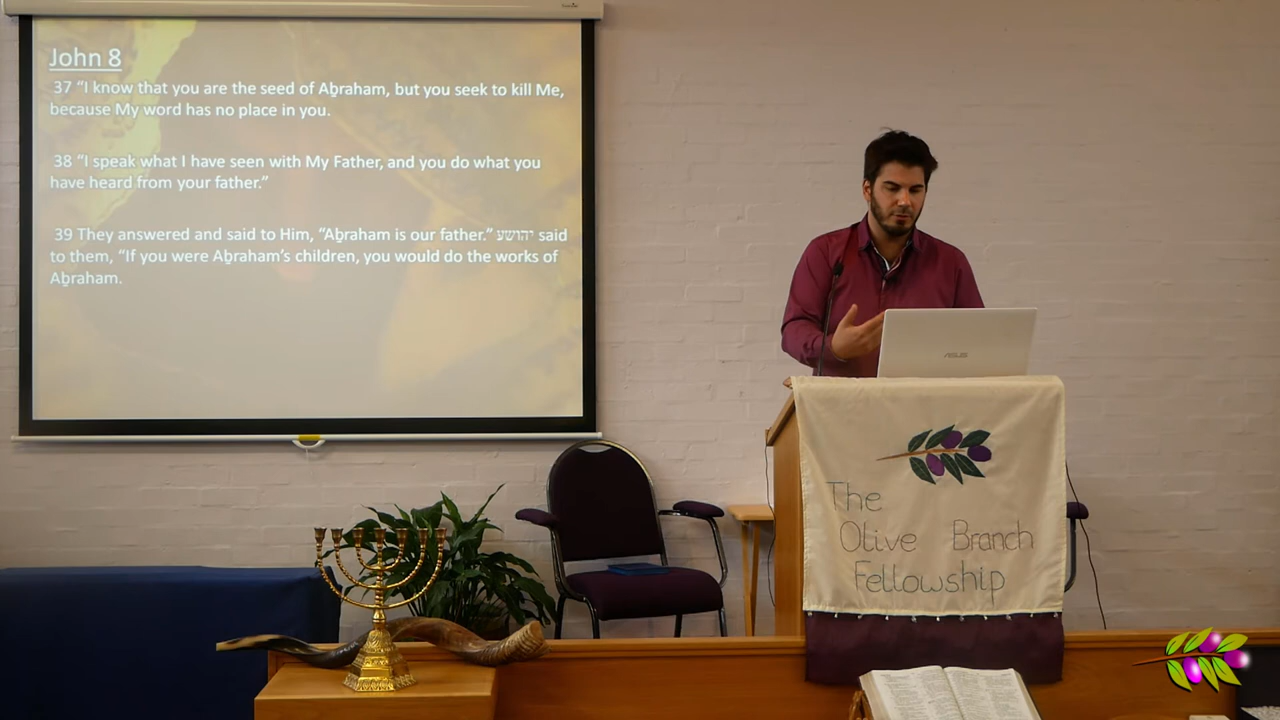 John 8
37 “I know that you are the seed of Aḇraham, but you seek to kill Me,
because My word has no place in you.
38 “I speak what I have seen with My Father, and you do what you
have heard from your father.”
39 They answered and said to Him, “Aḇraham is our father.” יהושע said
to them, “If you were Aḇraham’s children, you would do the works of
Aḇraham.
ASUS
The
Olive Branch
Fellowship